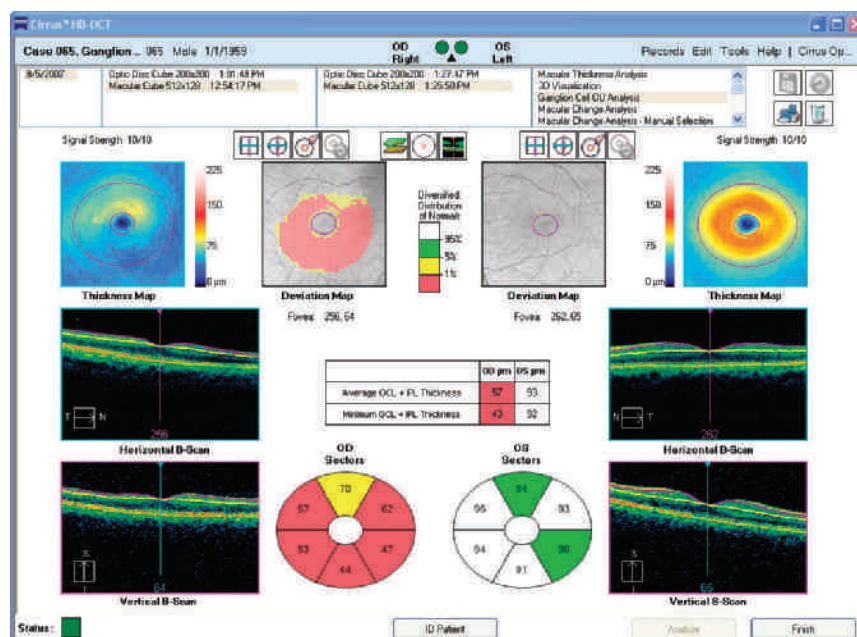 Cirrus HD-OCT
Case 065, Ganglion ... 065 Male 1/1/1959
OD Right
OS Left
Records Edit Tools Help | Cirrus Op...
8/5/2007
Optic Disc Cube 200x200 1:01:48 PM
Macular Cube 512x128 12:54:17 PM
Optic Disc Cube 200x200 1:27:47 PM
Macular Cube 512x128 1:25:50 PM
Macular Thickness Analysis
3D Visualization
Ganglion Cell OU Analysis
Macular Change Analysis
Macular Change Analysis - Manual Selection
Signal Strength 10/10
Signal Strength 10/10
225
150
75
0 µm
Thickness Map
Deviation Map
Fovea: 256, 64
Diversified
Distribution
of Normals
95%
5%
1%
Deviation Map
Fovea: 262, 65
225
150
75
0 µm
Thickness Map
OD µm OS µm
Average GCL + IPL Thickness 57 93
Minimum GCL + IPL Thickness 43 92
T N
256
Horizontal B-Scan
N T
262
Horizontal B-Scan
OD
Sectors
70
57 62
53 47
44
OS
Sectors
94
95 93
94 90
91
S
I
64
Vertical B-Scan
S
I
65
Vertical B-Scan
Status:
ID Patient
Analyze
Finish